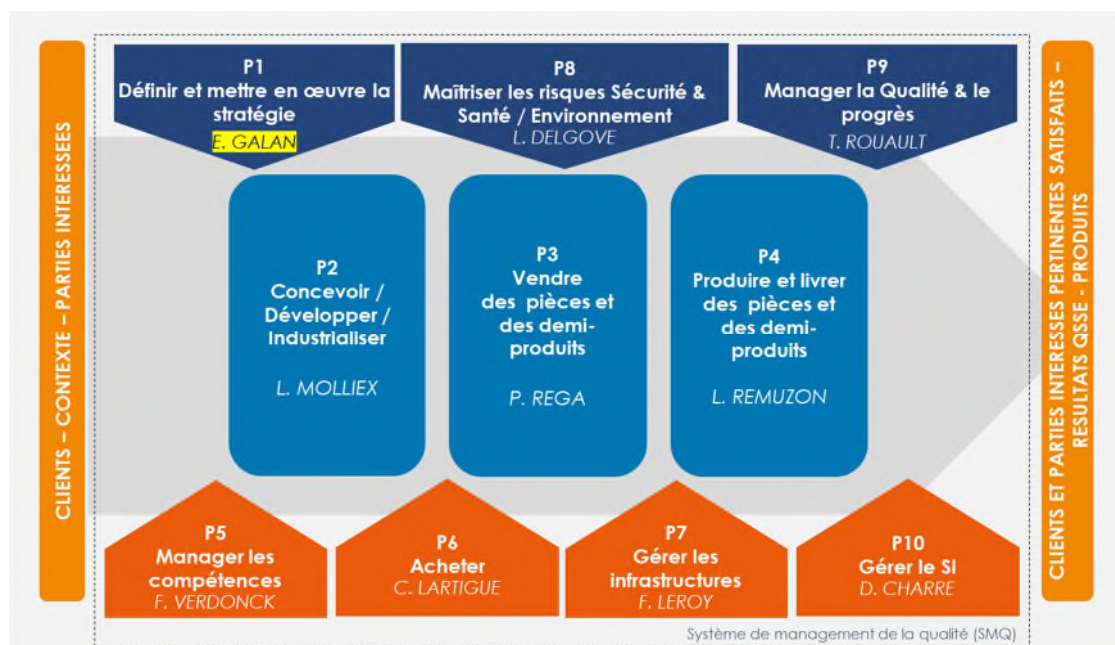 CLIENTS – CONTEXTE – PARTIES INTERESSEES
P1
Définir et mettre en œuvre la
stratégie
E. GALAN
P8
Maîtriser les risques Sécurité &
Santé / Environnement
L. DELGOVE
P9
Manager la Qualité & le
progrès
T. ROUAULT
P2
Concevoir /
Développer /
Industrialiser
L. MOLLIEX
P3
Vendre
des pièces et
des demi-
produits
P. REGA
P4
Produire et livrer
des pièces et
des demi-
produits
L. REMUZON
P5
Manager les
compétences
F. VERDONCK
P6
Acheter
C. LARTIGUE
P7
Gérer les
infrastructures
F. LEROY
P10
Gérer le SI
D. CHARRE
CLIENTS ET PARTIES INTERESSES PERTINENTES SATISFAITS –
RESULTATS QSSE - PRODUITS
Système de management de la qualité (SMQ)